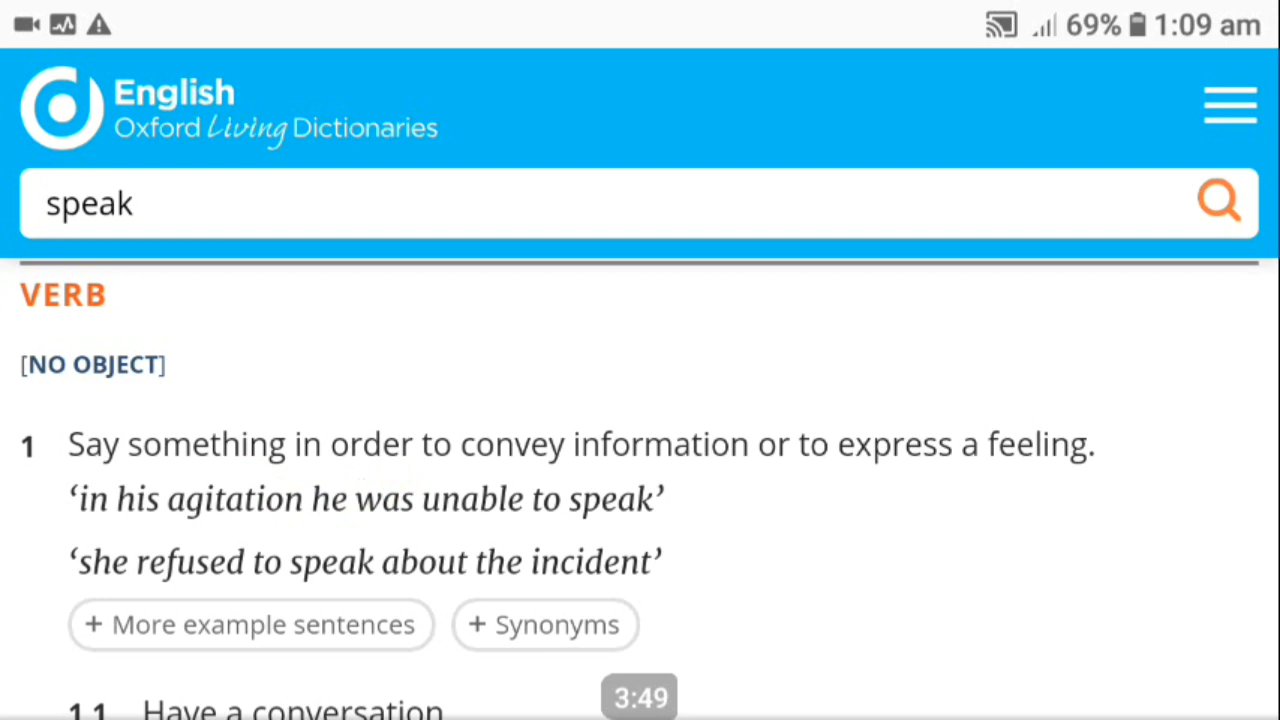 69% 1:09 am
English
Oxford Living Dictionaries
speak
VERB
[NO OBJECT]
1 Say something in order to convey information or to express a feeling.
‘in his agitation he was unable to speak’
‘she refused to speak about the incident’
+ More example sentences + Synonyms
1.1 Have a conversation
3:49